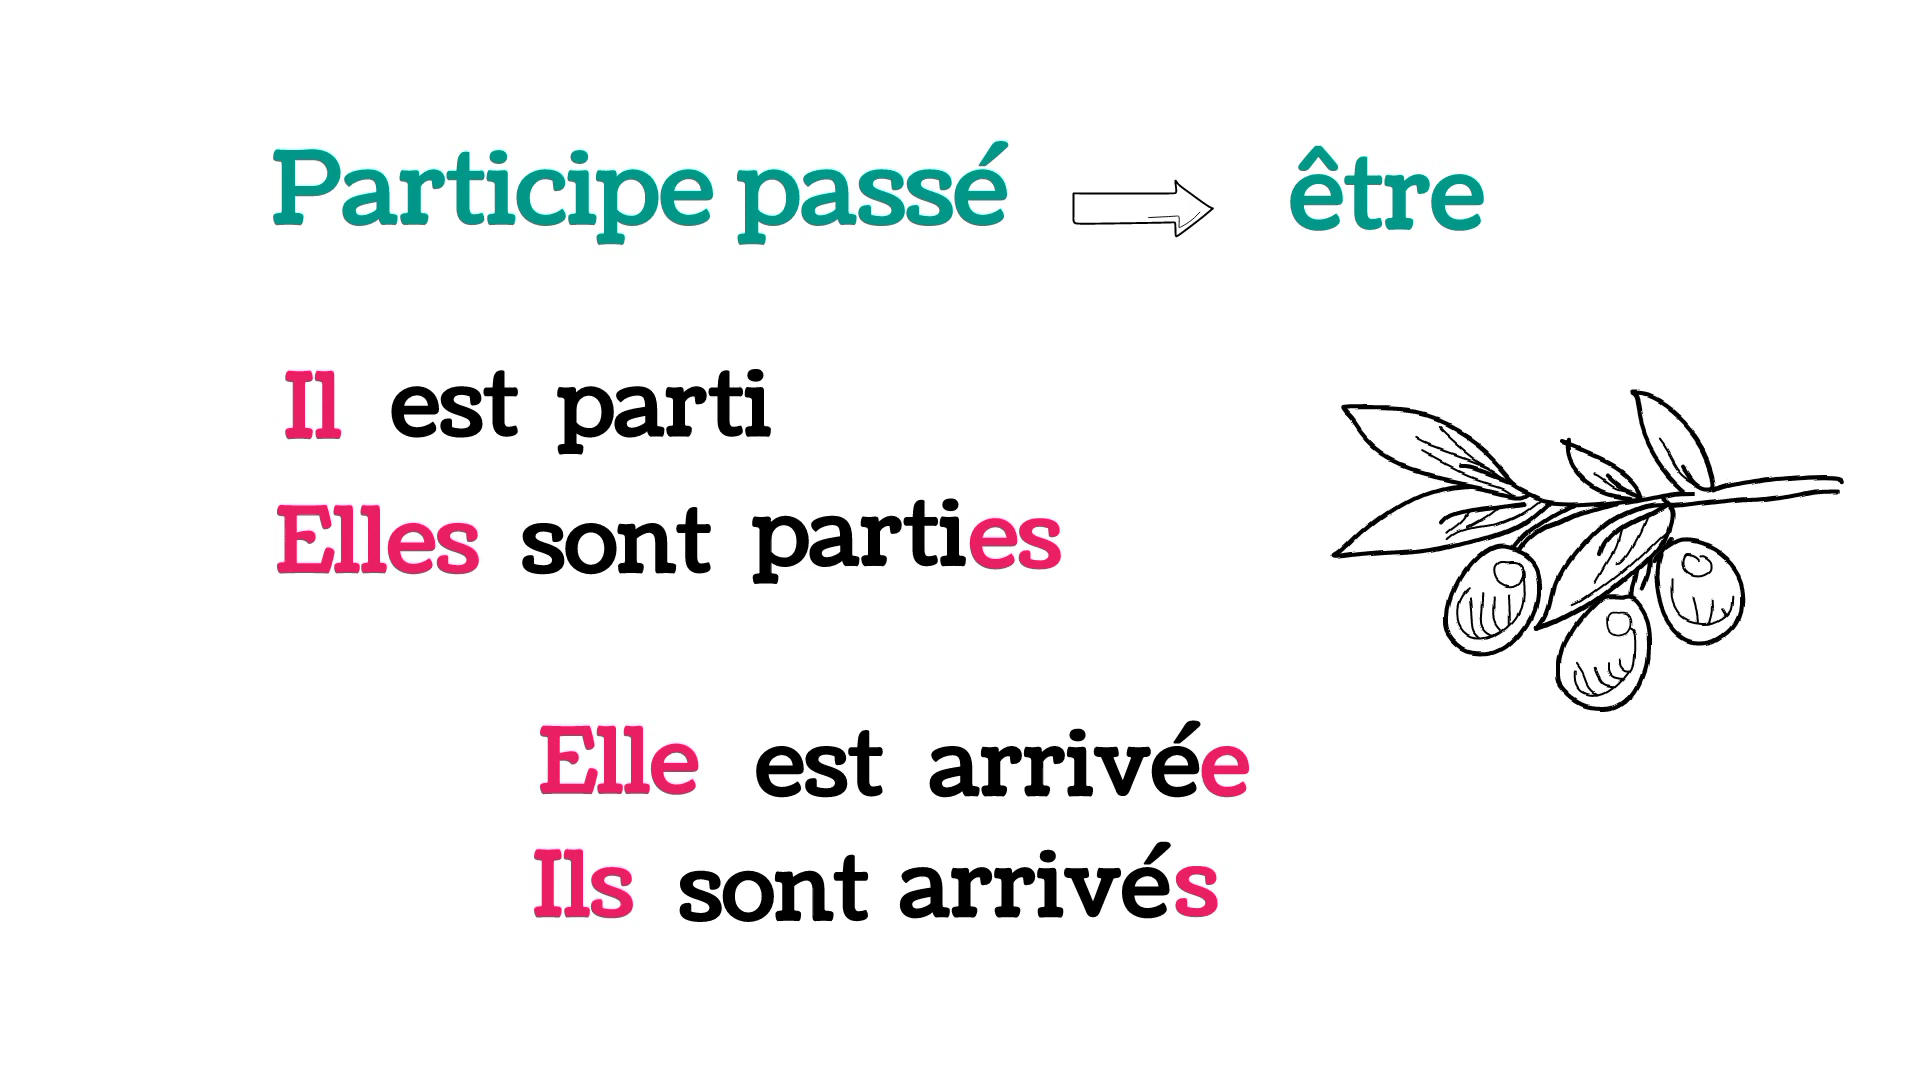 Participe passé être
Il est parti
Elles sont parties
Elle est arrivée
Ils sont arrivés